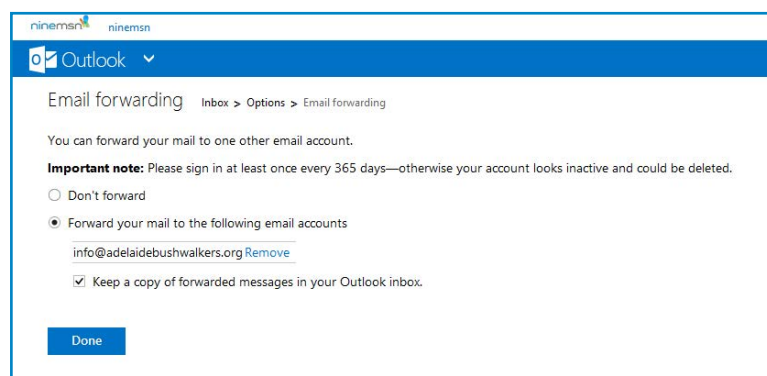 ninemsn ninemsn
Outlook
Email forwarding Inbox > Options > Email forwarding
You can forward your mail to one other email account.
Important note: Please sign in at least once every 365 days—otherwise your account looks inactive and could be deleted.
Don't forward
Forward your mail to the following email accounts
info@adelaidebushwalkers.org Remove
Keep a copy of forwarded messages in your Outlook inbox.
Done